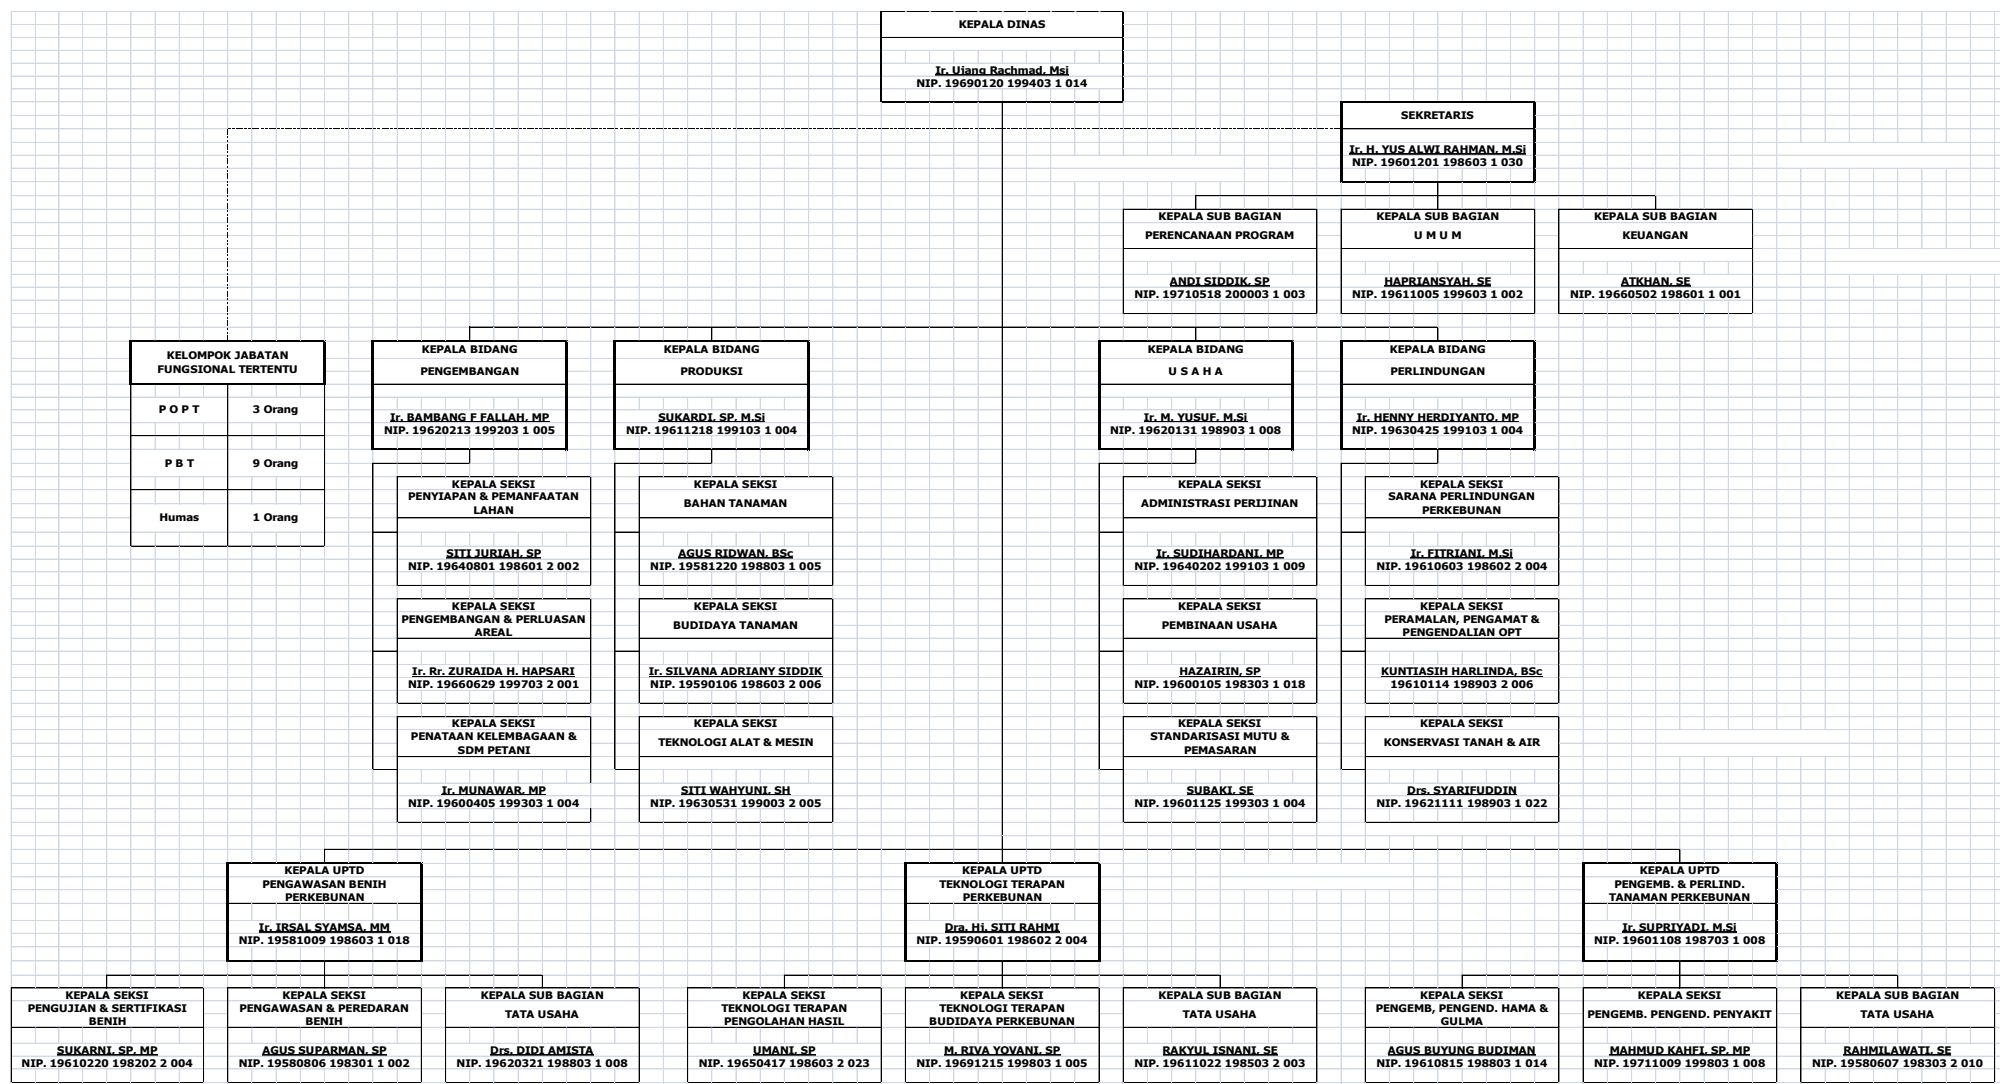 KEPALA DINAS
Ir. Ujang Rachmad, Msi
NIP. 19690120 199403 1 014
SEKRETARIS
Ir. H. YUS ALWI RAHMAN, M.Si
NIP. 19601201 198603 1 030
KEPALA SUB BAGIAN
PERENCANAAN PROGRAM
ANDI SIDDIK, SP
NIP. 19710518 200003 1 003
KEPALA SUB BAGIAN
U M U M
HAPRIANSYAH, SE
NIP. 19611005 199603 1 002
KEPALA SUB BAGIAN
KEUANGAN
ATKHAN, SE
NIP. 19660502 198601 1 001
KELOMPOK JABATAN
FUNGSIONAL TERTENTU
P O P T 3 Orang
P B T 9 Orang
Humas 1 Orang
KEPALA BIDANG
PENGEMBANGAN
Ir. BAMBANG F FALLAH, MP
NIP. 19620213 199203 1 005
KEPALA BIDANG
PRODUKSI
SUKARDI, SP, M.Si
NIP. 19611218 199103 1 004
KEPALA BIDANG
U S A H A
Ir. M. YUSUF, M.Si
NIP. 19620131 198903 1 008
KEPALA BIDANG
PERLINDUNGAN
Ir. HENNY HERDIYANTO, MP
NIP. 19630425 199103 1 004
KEPALA SEKSI
PENYIAPAN & PEMANFAATAN
LAHAN
SITI JURIAH, SP
NIP. 19640801 198601 2 002
KEPALA SEKSI
BAHAN TANAMAN
AGUS RIDWAN, BSc
NIP. 19581220 198803 1 005
KEPALA SEKSI
ADMINISTRASI PERIJINAN
Ir. SUDIHARDANI, MP
NIP. 19640202 199103 1 009
KEPALA SEKSI
SARANA PERLINDUNGAN
PERKEBUNAN
Ir. FITRIANI, M.Si
NIP. 19610603 198602 2 004
KEPALA SEKSI
PENGEMBANGAN & PERLUASAN
AREAL
Ir. Rr. ZURAIDA H. HAPSARI
NIP. 19660629 199703 2 001
KEPALA SEKSI
BUDIDAYA TANAMAN
Ir. SILVANA ADRIANY SIDDIK
NIP. 19590106 198603 2 006
KEPALA SEKSI
PEMBINAAN USAHA
HAZAIRIN, SP
NIP. 19600105 198303 1 018
KEPALA SEKSI
PERAMALAN, PENGAMAT &
PENGENDALIAN OPT
KUNTIASIH HARLINDA, BSc
19610114 198903 2 006
KEPALA SEKSI
PENATAAN KELEMBAGAAN &
SDM PETANI
Ir. MUNAWAR, MP
NIP. 19600405 199303 1 004
KEPALA SEKSI
TEKNOLOGI ALAT & MESIN
SITI WAHYUNI, SH
NIP. 19630531 199003 2 005
KEPALA SEKSI
STANDARISASI MUTU &
PEMASARAN
SUBAKI, SE
NIP. 19601125 199303 1 004
KEPALA SEKSI
KONSERVASI TANAH & AIR
Drs. SYARIFUDDIN
NIP. 19621111 198903 1 022
KEPALA UPTD
PENGAWASAN BENIH
PERKEBUNAN
Ir. IRSAL SYAMSA, MM
NIP. 19581009 198603 1 018
KEPALA UPTD
TEKNOLOGI TERAPAN
PERKEBUNAN
Dra. Hj. SITI RAHMI
NIP. 19590601 198602 2 004
KEPALA UPTD
PENGEMB. & PERLIND.
TANAMAN PERKEBUNAN
Ir. SUPRIYADI, M.Si
NIP. 19601108 198703 1 008
KEPALA SEKSI
PENGUJIAN & SERTIFIKASI
BENIH
SUKARNI, SP, MP
NIP. 19610220 198202 2 004
KEPALA SEKSI
PENGAWASAN & PEREDARAN
BENIH
AGUS SUPARMAN, SP
NIP. 19580806 198301 1 002
KEPALA SUB BAGIAN
TATA USAHA
Drs. DIDI AMISTA
NIP. 19620321 198803 1 008
KEPALA SEKSI
TEKNOLOGI TERAPAN
PENGOLAHAN HASIL
UMANI, SP
NIP. 19650417 198603 2 023
KEPALA SEKSI
TEKNOLOGI TERAPAN
BUDIDAYA PERKEBUNAN
M. RIVA YOVANI, SP
NIP. 19691215 199803 1 005
KEPALA SUB BAGIAN
TATA USAHA
RAKYUL ISNANI, SE
NIP. 19611022 198503 2 003
KEPALA SEKSI
PENGEMB, PENGEND. HAMA &
GULMA
AGUS BUYUNG BUDIMAN
NIP. 19610815 198803 1 014
KEPALA SEKSI
PENGEMB. PENGEND. PENYAKIT
MAHMUD KAHFI, SP, MP
NIP. 19711009 199803 1 008
KEPALA SUB BAGIAN
TATA USAHA
RAHMILAWATI, SE
NIP. 19580607 198303 2 010